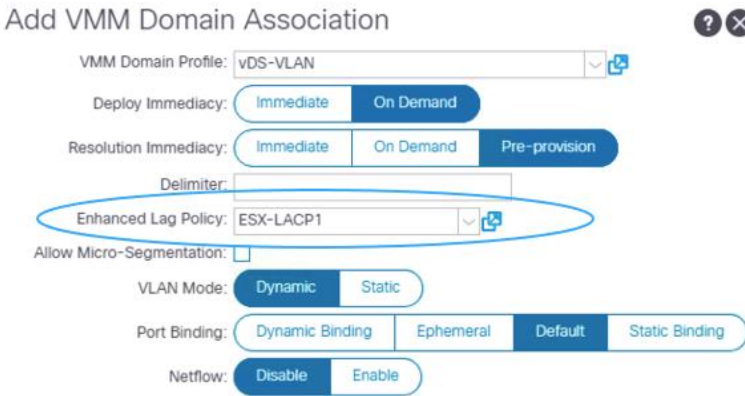 Add VMM Domain Association ?
VMM Domain Profile: vDS-VLAN
Deploy Immediacy: Immediate On Demand
Resolution Immediacy: Immediate On Demand Pre-provision
Delimiter:
Enhanced Lag Policy: ESX-LACP1
Allow Micro-Segmentation:
VLAN Mode: Dynamic Static
Port Binding: Dynamic Binding Ephemeral Default Static Binding
Netflow: Disable Enable